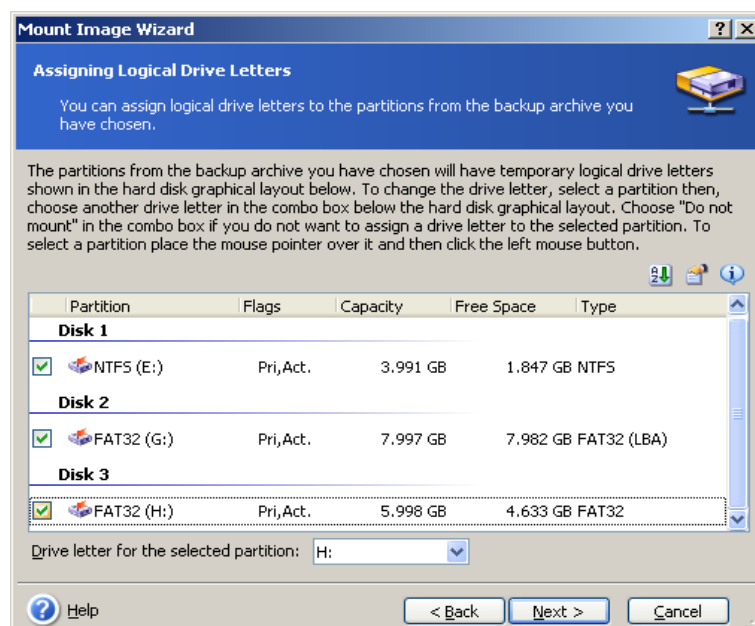 Mount Image Wizard
Assigning Logical Drive Letters
You can assign logical drive letters to the partitions from the backup archive you
have chosen.
The partitions from the backup archive you have chosen will have temporary logical drive letters
shown in the hard disk graphical layout below. To change the drive letter, select a partition then,
choose another drive letter in the combo box below the hard disk graphical layout. Choose "Do not
mount" in the combo box if you do not want to assign a drive letter to the selected partition. To
select a partition place the mouse pointer over it and then click the left mouse button.
Partition Flags Capacity Free Space Type
Disk 1
NTFS (E:) Pri,Act. 3.991 GB 1.847 GB NTFS
Disk 2
FAT32 (G:) Pri,Act. 7.997 GB 7.982 GB FAT32 (LBA)
Disk 3
FAT32 (H:) Pri,Act. 5.998 GB 4.633 GB FAT32
Drive letter for the selected partition: H:
Help < Back Next > Cancel